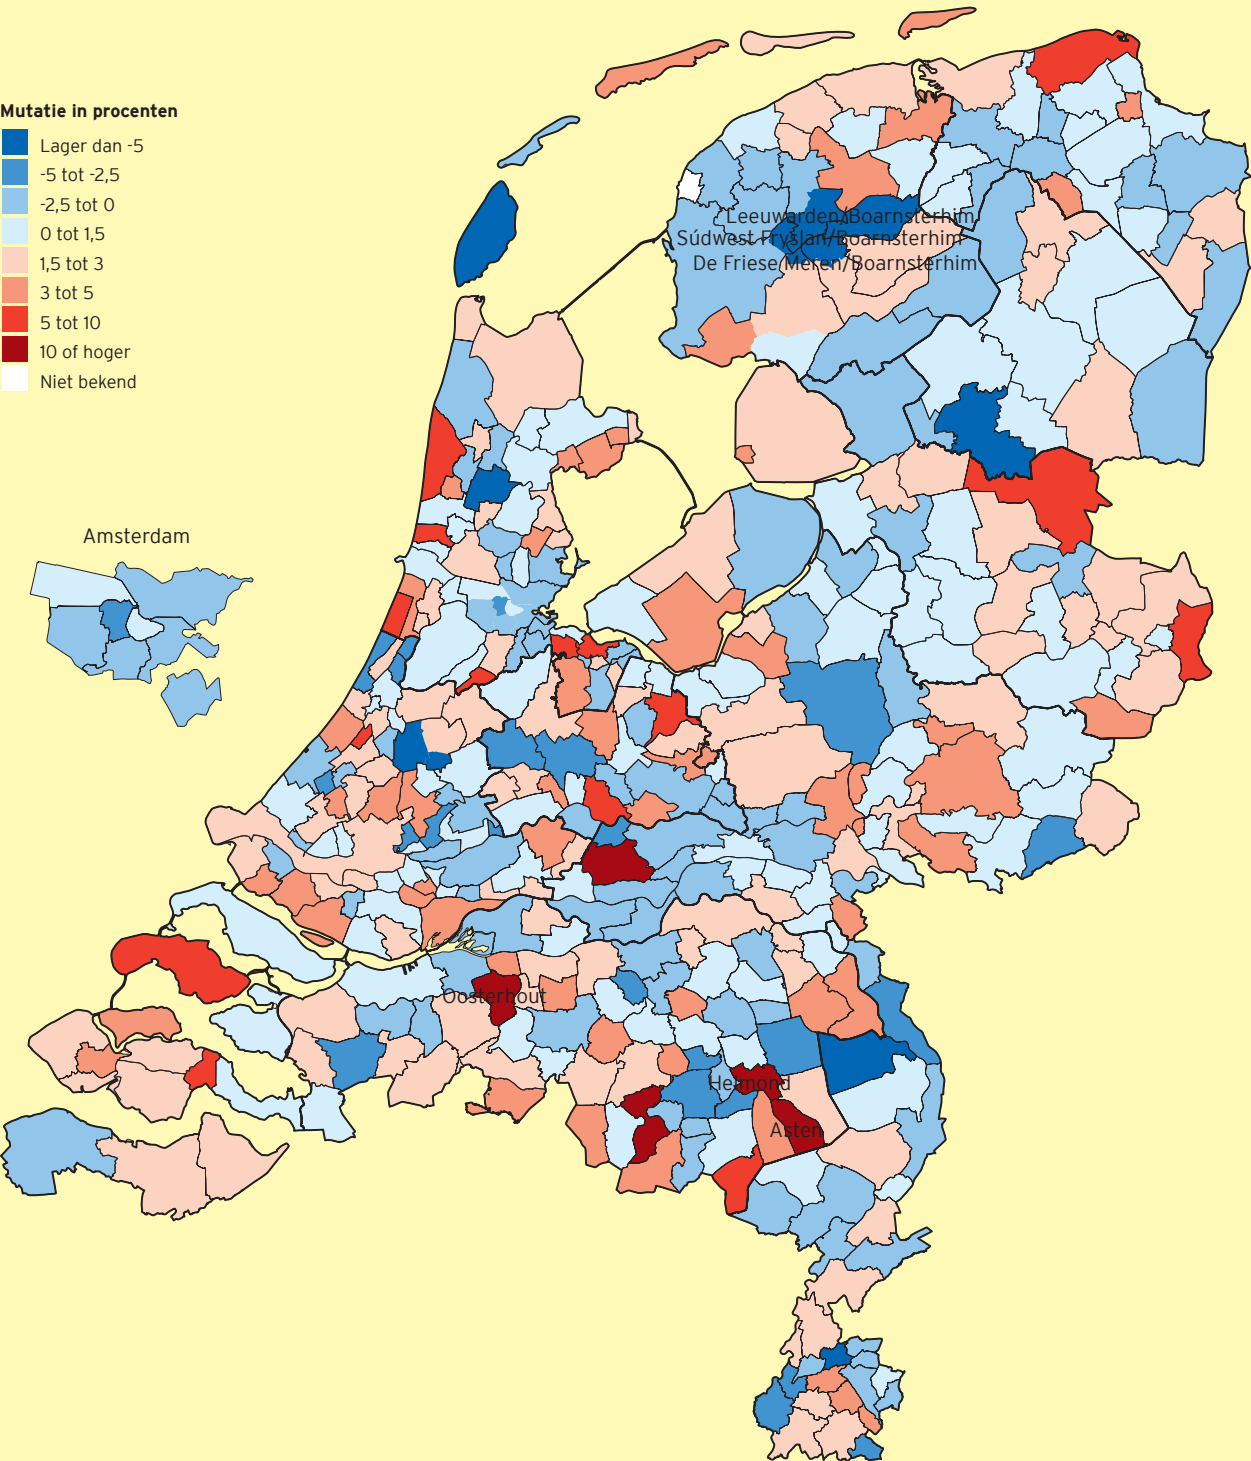 Mutatie in procenten
Lager dan -5
-5 tot -2,5
-2,5 tot 0
0 tot 1,5
1,5 tot 3
3 tot 5
5 tot 10
10 of hoger
Niet bekend
Leeuwarden/Boarnsterhim
Súdwest Fryslan/Boarnsterhim
De Friese Meren/Boarnsterhim
Amsterdam
Oosterhout
Helmond
Asten